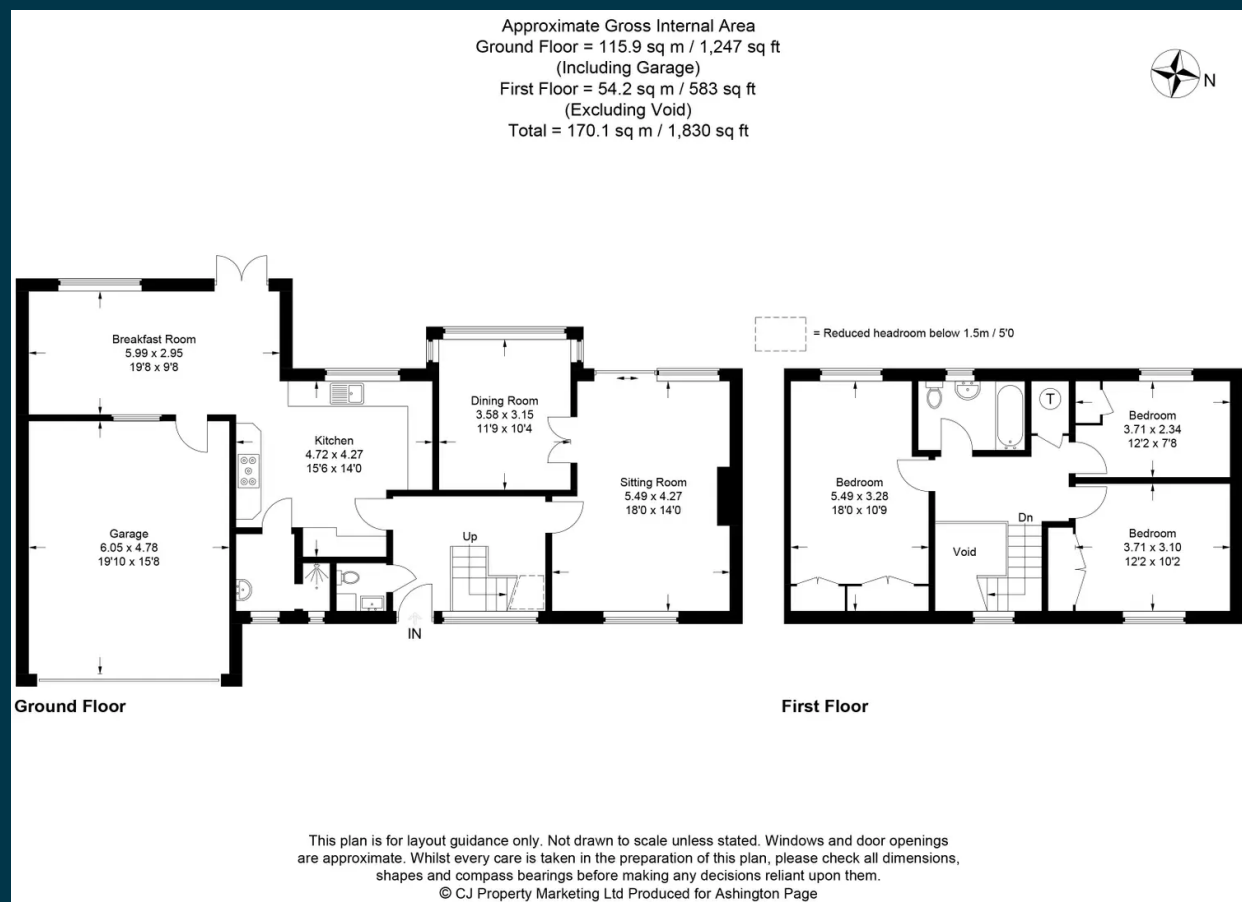 Approximate Gross Internal Area
Ground Floor = 115.9 sq m / 1,247 sq ft
(Including Garage)
First Floor = 54.2 sq m / 583 sq ft
(Excluding Void)
Total = 170.1 sq m / 1,830 sq ft
N
Breakfast Room
5.99 x 2.95
19'8 x 9'8
Dining Room
3.58 x 3.15
11'9 x 10'4
Kitchen
4.72 x 4.27
15'6 x 14'0
Sitting Room
5.49 x 4.27
18'0 x 14'0
Garage
6.05 x 4.78
19'10 x 15'8
Up
IN
Ground Floor
= Reduced headroom below 1.5m / 5'0
T
Bedroom
3.71 x 2.34
12'2 x 7'8
Bedroom
5.49 x 3.28
18'0 x 10'9
Dn
Void
Bedroom
3.71 x 3.10
12'2 x 10'2
First Floor
This plan is for layout guidance only. Not drawn to scale unless stated. Windows and door openings
are approximate. Whilst every care is taken in the preparation of this plan, please check all dimensions,
shapes and compass bearings before making any decisions reliant upon them.
© CJ Property Marketing Ltd Produced for Ashington Page